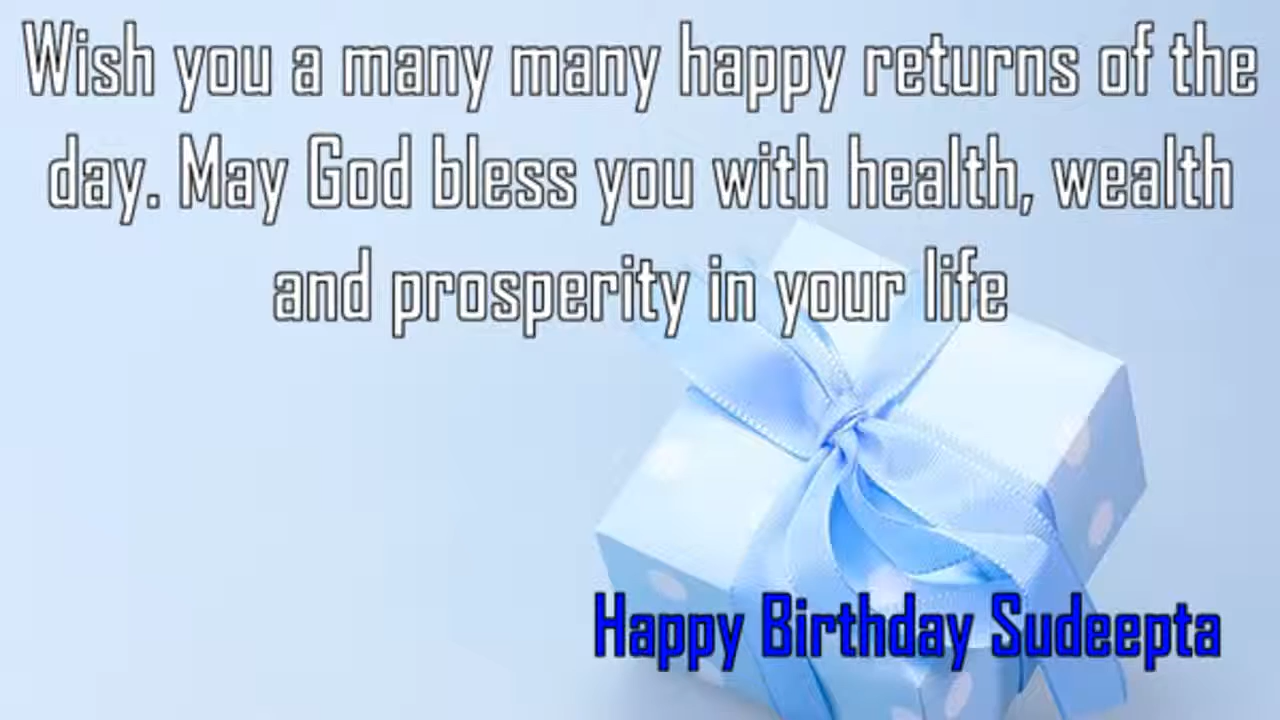 Wish you a many many happy returns of the
day. May God bless you with health, wealth
and prosperity in your life
Happy Birthday Sudeepta